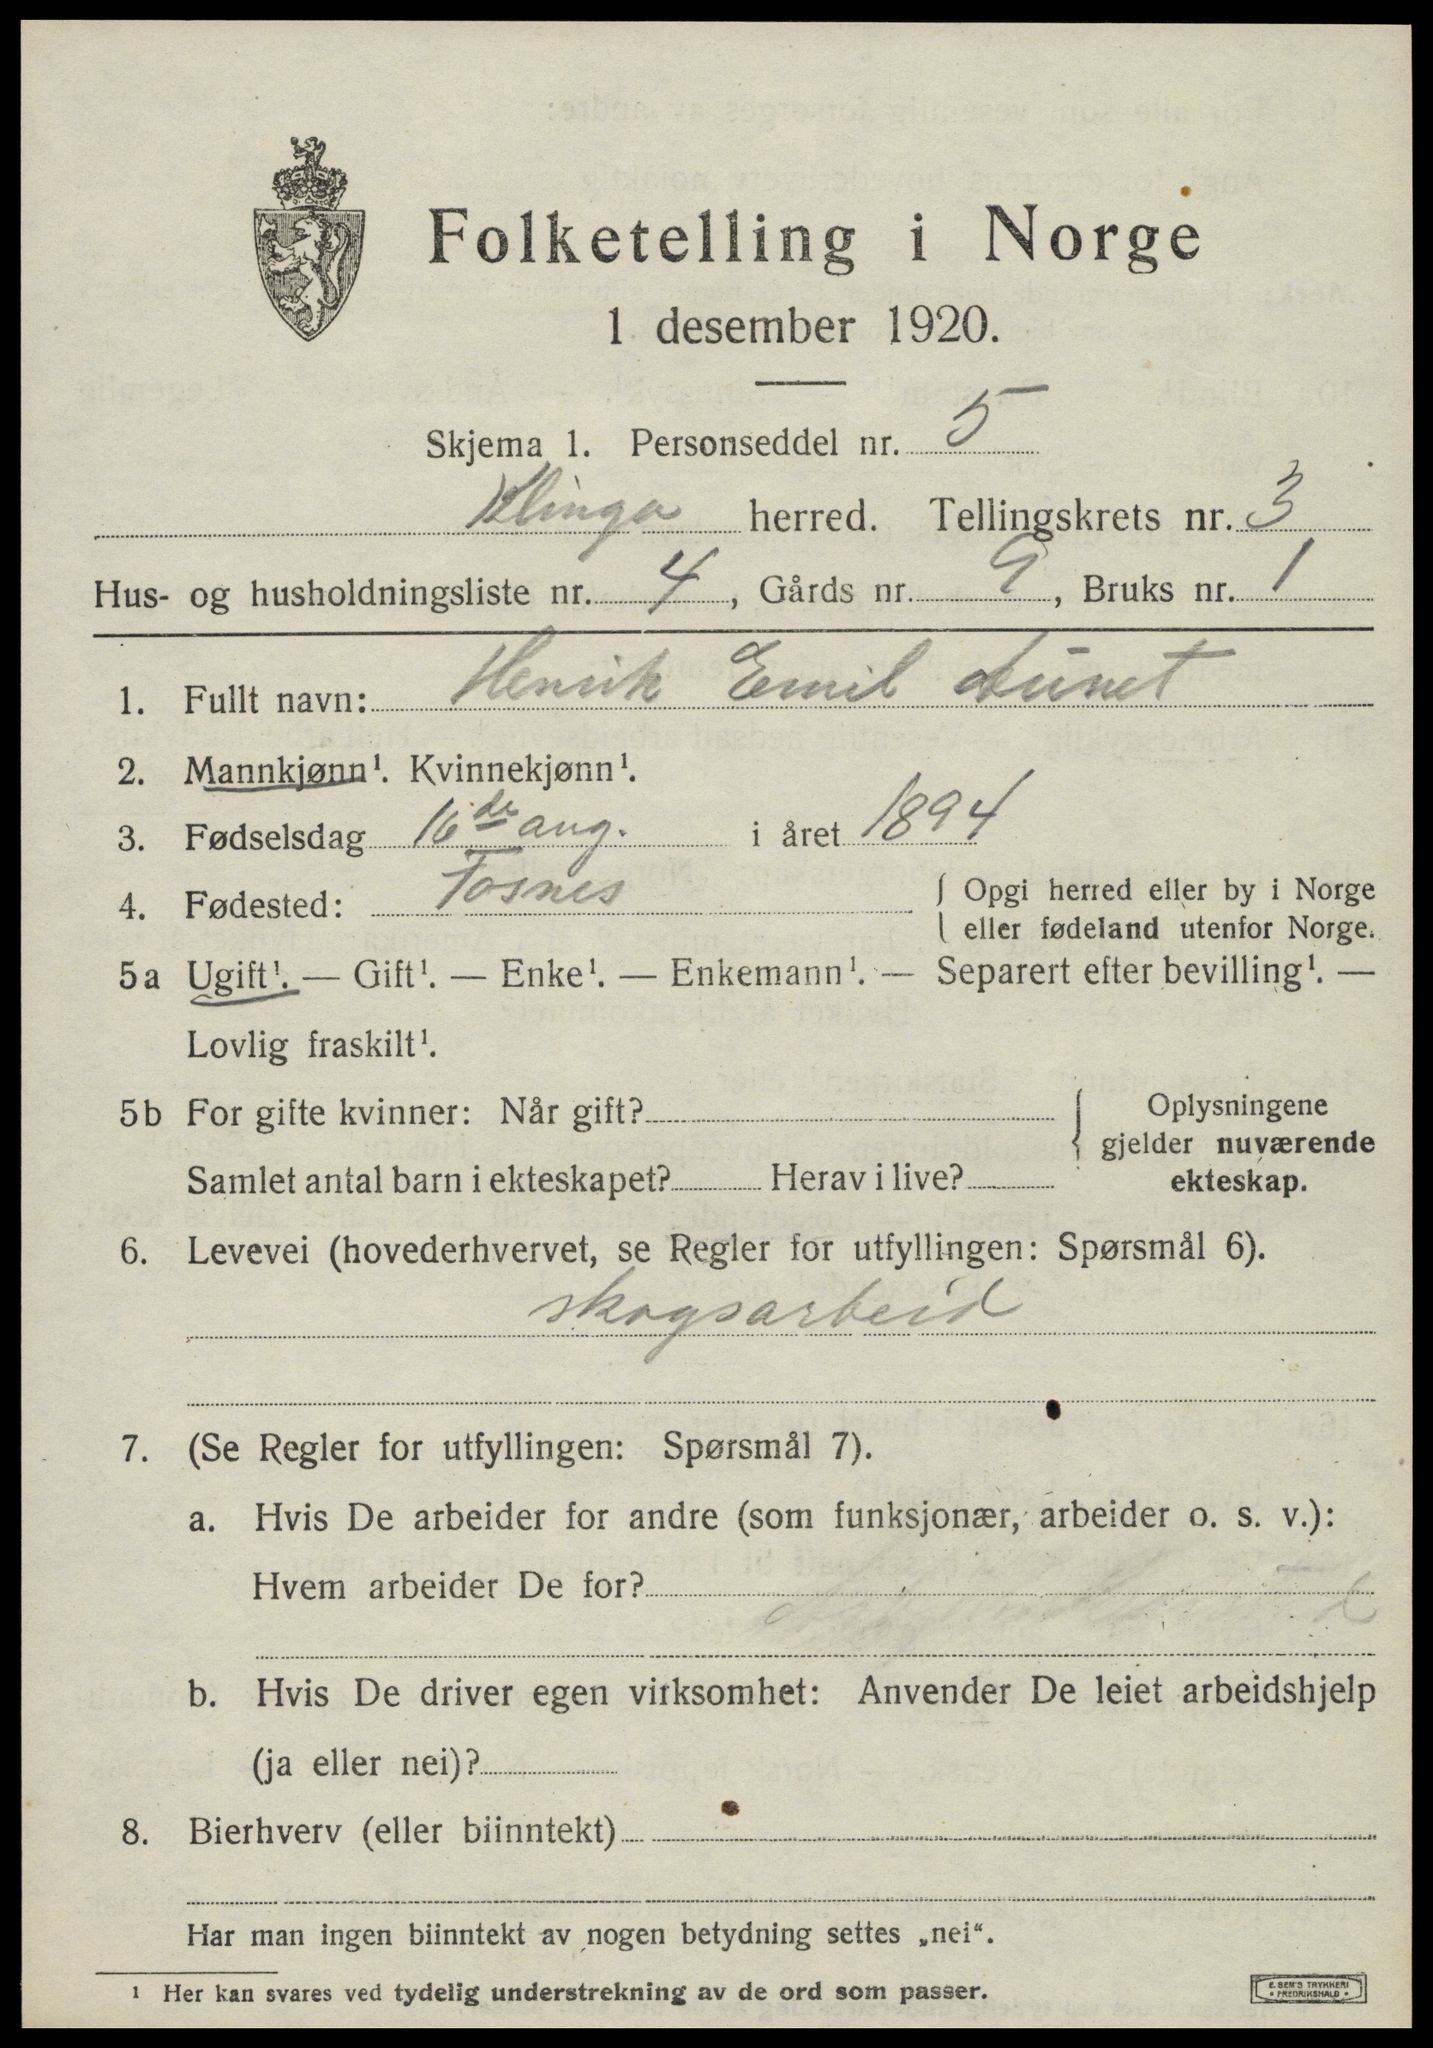 Folketelling i Norge
1 desember 1920.
Skjema 1. Personseddel nr. 5
Klinga herred. Tellingskrets nr. 3
Hus- og husholdningsliste nr. 4, Gårds nr. 9, Bruks nr. 1
1. Fullt navn: Henrik Emil Aunet
2. Mannkjønn¹. Kvinnekjønn¹.
3. Fødselsdag 16de aug. i året 1894
4. Fødested: Fosnes { Opgi herred eller by i Norge
eller fødeland utenfor Norge.
5a Ugift¹. — Gift¹. — Enke¹. — Enkemann¹. — Separert efter bevilling¹. —
Lovlig fraskilt¹.
5b For gifte kvinner: Når gift? { Oplysningene
gjelder nuværende
Samlet antal barn i ekteskapet? Herav i live? ekteskap.
6. Levevei (hovederhvervet, se Regler for utfyllingen: Spørsmål 6).
skogsarbeid
7. (Se Regler for utfyllingen: Spørsmål 7).
a. Hvis De arbeider for andre (som funksjonær, arbeider o. s. v.):
Hvem arbeider De for?
b. Hvis De driver egen virksomhet: Anvender De leiet arbeidshjelp
(ja eller nei)?
8. Bierhverv (eller biinntekt)
Har man ingen biinntekt av nogen betydning settes „nei“.
¹ Her kan svares ved tydelig understrekning av de ord som passer.
E. SEM'S TRYKKERI
FREDRIKSHALD